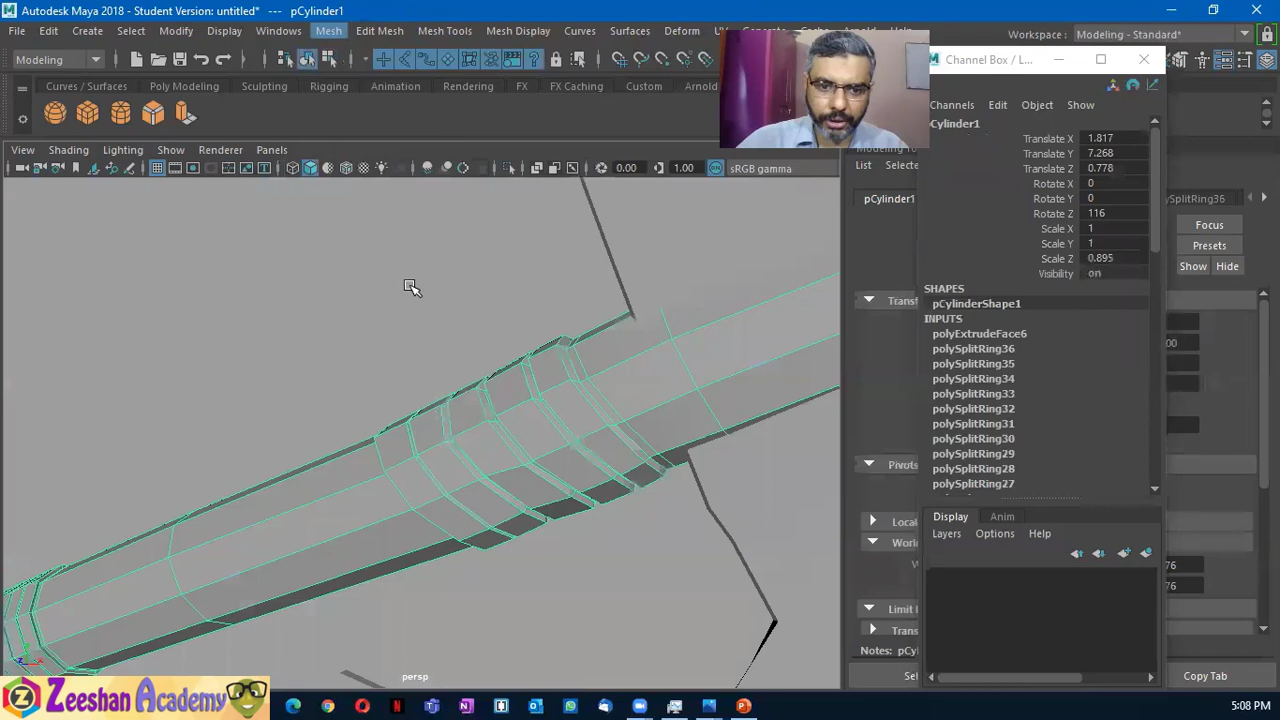 Autodesk Maya 2018 - Student Version: untitled* --- pCylinder1
File Edit Create Select Modify Display Windows Mesh Edit Mesh Mesh Tools Mesh Display Curves Surfaces Deform UV
Workspace: Modeling - Standard*
Modeling
Channel Box / L...
Curves / Surfaces Poly Modeling Sculpting Rigging Animation Rendering FX FX Caching Custom
Channels Edit Object Show
pCylinder1
View Shading Lighting Show Renderer Panels
0.00 1.00 sRGB gamma
List Selected
pCylinder1
Translate X 1.817
Translate Y 7.268
Translate Z 0.778
Rotate X 0
Rotate Y 0
Rotate Z 116
Scale X 1
Scale Y 1
Scale Z 0.895
Visibility on
SHAPES
pCylinderShape1
INPUTS
polyExtrudeFace6
polySplitRing36
polySplitRing35
polySplitRing34
polySplitRing33
polySplitRing32
polySplitRing31
polySplitRing30
polySplitRing29
polySplitRing28
polySplitRing27
olySplitRing36
Focus
Presets
Show Hide
Transf
Pivots
Local
World
Limit I
Trans
Display Anim
Layers Options Help
Notes: pCyl
Copy Tab
persp
Zeeshan Academy
5:08 PM